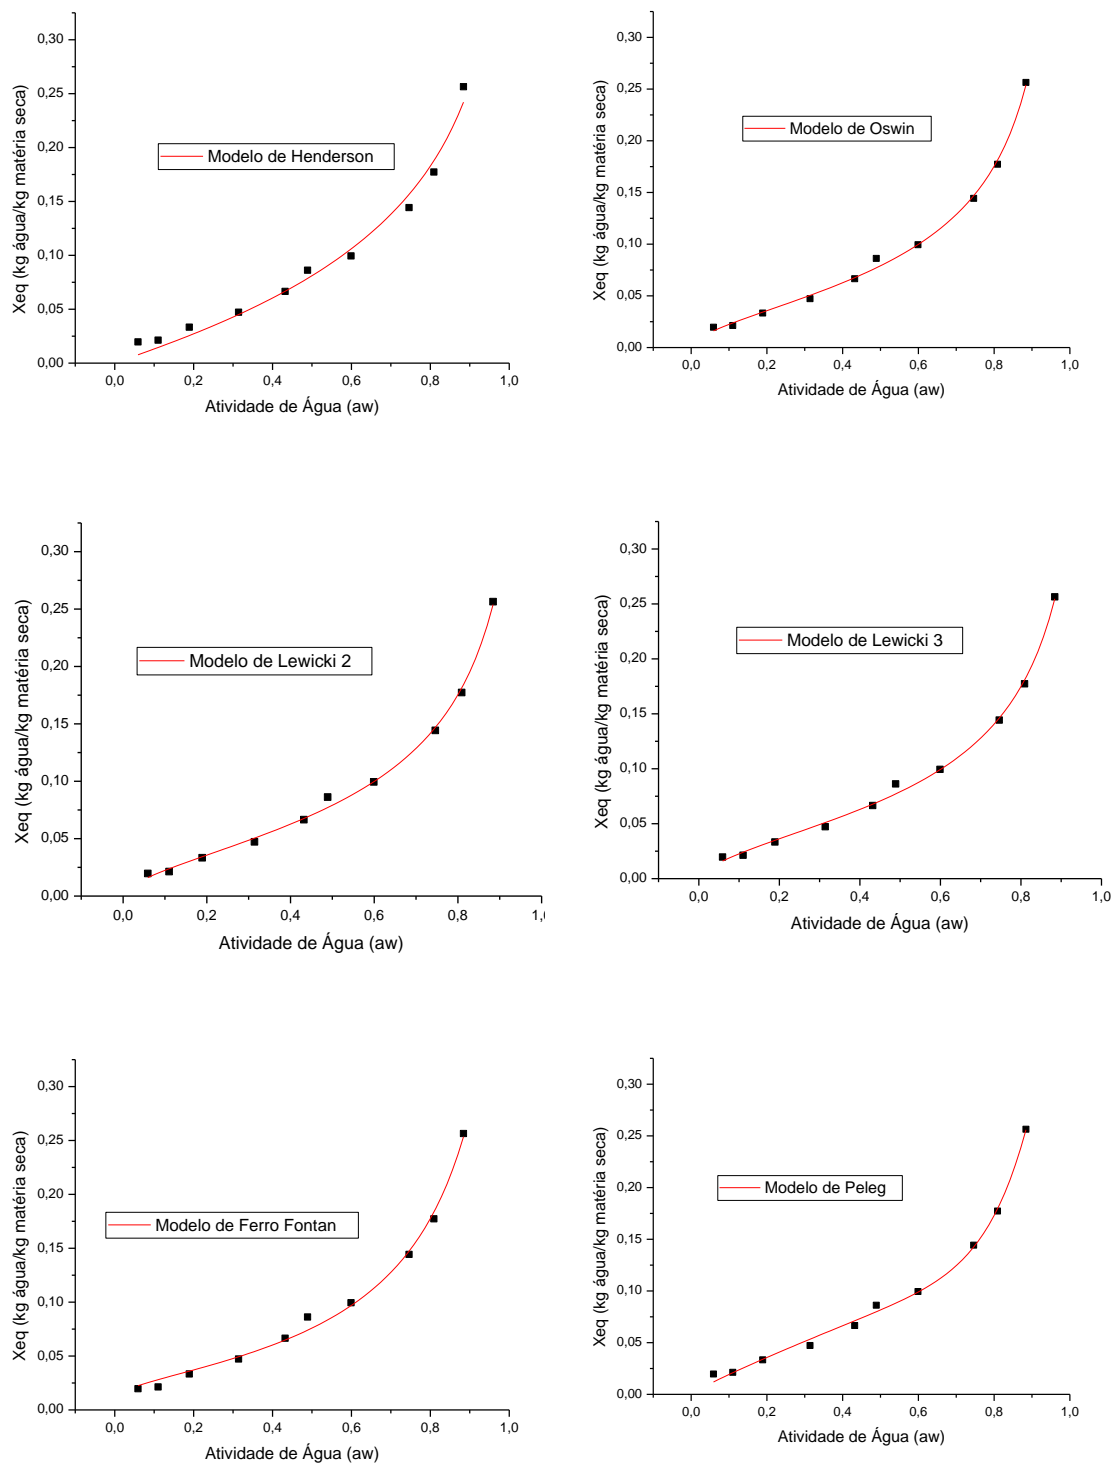 Xeq (kg água/kg matéria seca)
0,30
0,25
0,20
0,15
0,10
0,05
0,00
Modelo de Henderson
0,0 0,2 0,4 0,6 0,8 1,0
Atividade de Água (aw)
Xeq (kg água/kg matéria seca)
0,30
0,25
0,20
0,15
0,10
0,05
0,00
Modelo de Oswin
0,0 0,2 0,4 0,6 0,8 1,0
Atividade de Água (aw)
Xeq (kg água/kg matéria seca)
0,30
0,25
0,20
0,15
0,10
0,05
0,00
Modelo de Lewicki 2
0,0 0,2 0,4 0,6 0,8 1,
Atividade de Água (aw)
Xeq (kg água/kg matéria seca)
0,30
0,25
0,20
0,15
0,10
0,05
0,00
Modelo de Lewicki 3
0,0 0,2 0,4 0,6 0,8 1,0
Atividade de Água (aw)
Xeq (kg água/kg matéria seca)
0,30
0,25
0,20
0,15
0,10
0,05
0,00
Modelo de Ferro Fontan
0,0 0,2 0,4 0,6 0,8 1,0
Atividade de Água (aw)
Xeq (kg água/kg matéria seca)
0,30
0,25
0,20
0,15
0,10
0,05
0,00
Modelo de Peleg
0,0 0,2 0,4 0,6 0,8 1,0
Atividade de Água (aw)